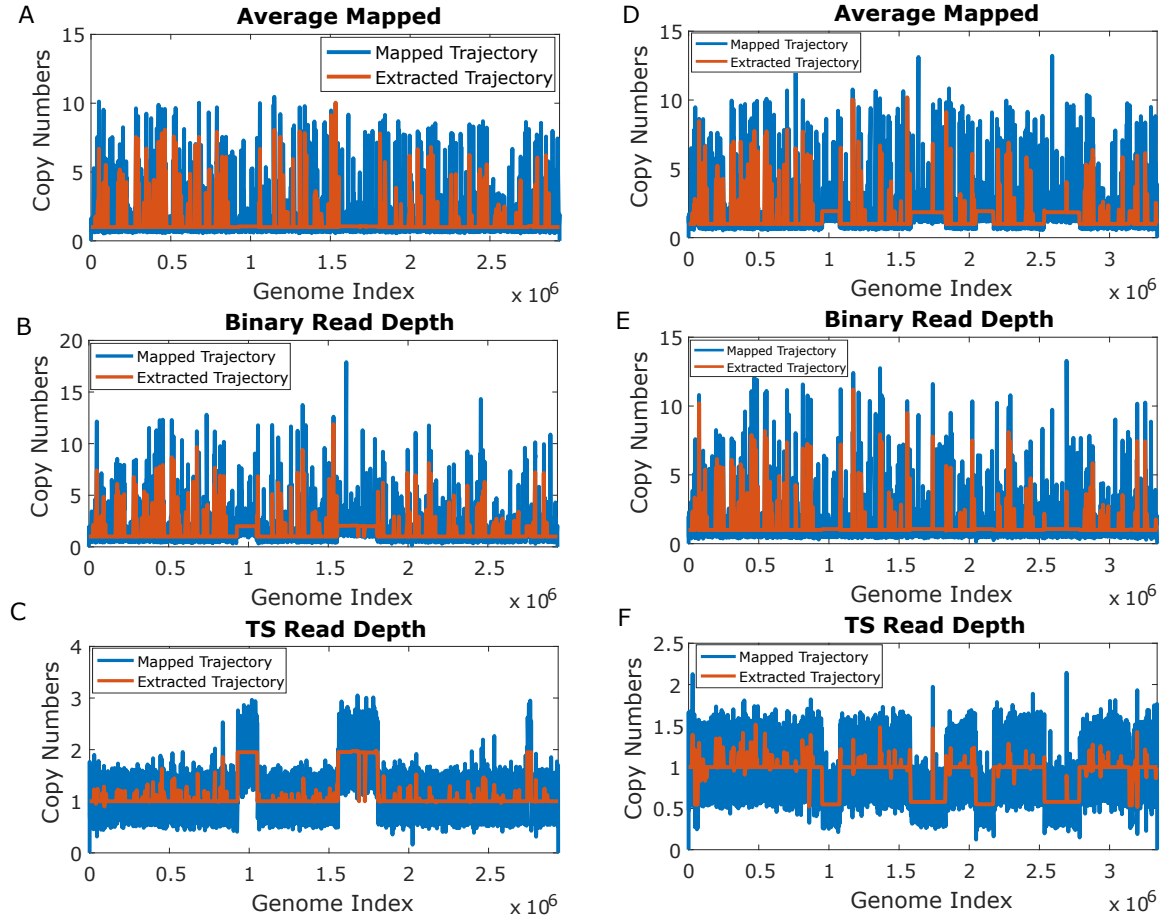 A
Average Mapped
Copy Numbers
15
10
5
0
Mapped Trajectory
Extracted Trajectory
0 0.5 1 1.5 2 2.5
Genome Index
x 10^6
B
Binary Read Depth
Copy Numbers
20
15
10
5
0
Mapped Trajectory
Extracted Trajectory
0 0.5 1 1.5 2 2.5
Genome Index
x 10^6
C
TS Read Depth
Copy Numbers
4
3
2
1
0
Mapped Trajectory
Extracted Trajectory
0 0.5 1 1.5 2 2.5
Genome Index
x 10^6
D
Average Mapped
Copy Numbers
15
10
5
0
Mapped Trajectory
Extracted Trajectory
0 0.5 1 1.5 2 2.5 3
Genome Index
x 10^6
E
Binary Read Depth
Copy Numbers
15
10
5
0
Mapped Trajectory
Extracted Trajectory
0 0.5 1 1.5 2 2.5 3
Genome Index
x 10^6
F
TS Read Depth
Copy Numbers
2.5
2
1.5
1
0.5
0
Mapped Trajectory
Extracted Trajectory
0 0.5 1 1.5 2 2.5 3
Genome Index
x 10^6